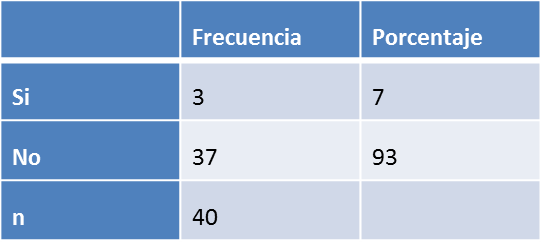 Frecuencia Porcentaje
Si 3 7
No 37 93
n 40